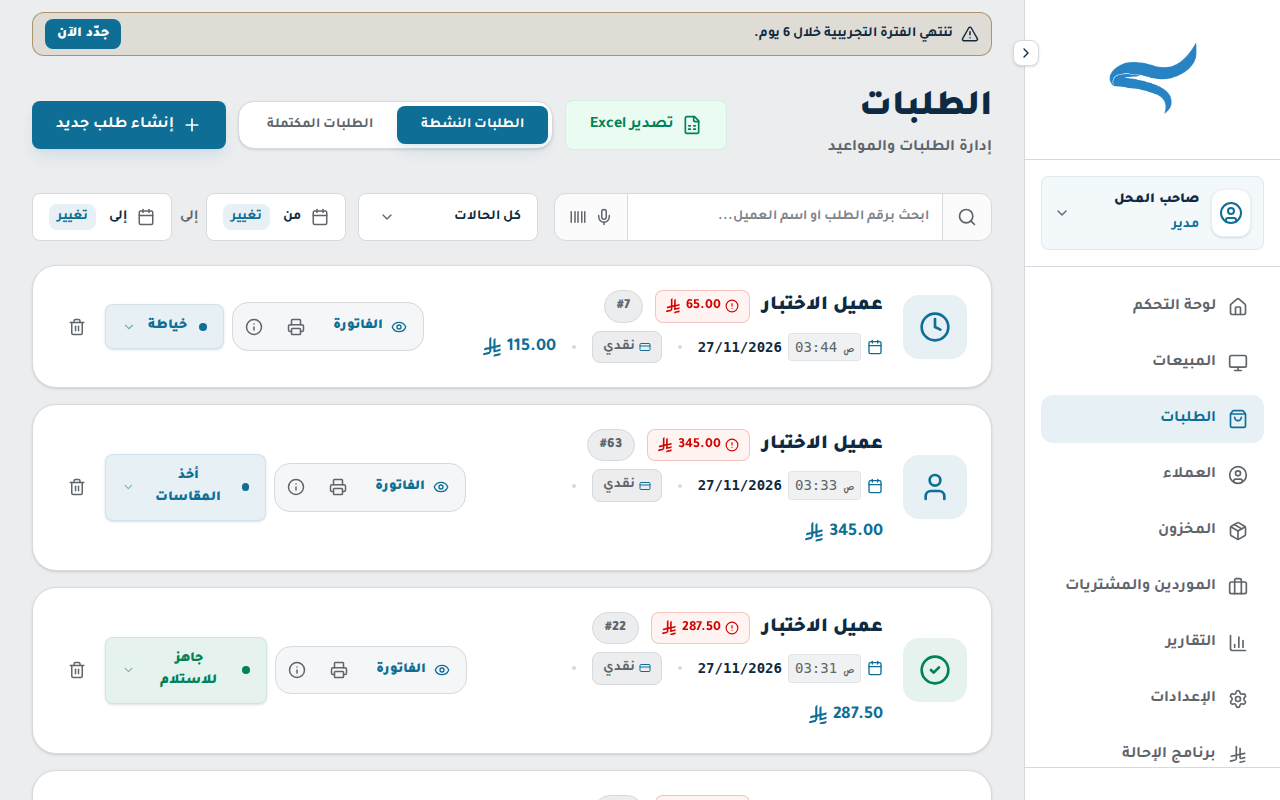 تنتهي الفترة التجريبية خلال 6 يوم.
جدّد الآن
الطلبات
إدارة الطلبات والمواعيد
تصدير Excel
الطلبات النشطة
الطلبات المكتملة
إنشاء طلب جديد
ابحث برقم الطلب او اسم العميل...
كل الحالات
من
تغيير
إلى
إلى
تغيير
عميل الاختبار
65.00
#7
03:44 ص
27/11/2026
نقدي
115.00
الفاتورة
خياطة
عميل الاختبار
345.00
#63
03:33 ص
27/11/2026
نقدي
345.00
الفاتورة
أخذ
المقاسات
عميل الاختبار
287.50
#22
03:31 ص
27/11/2026
نقدي
287.50
الفاتورة
جاهز
للاستلام
صاحب المحل
مدير
لوحة التحكم
المبيعات
الطلبات
العملاء
المخزون
الموردين والمشتريات
التقارير
الإعدادات
برنامج الإحالة